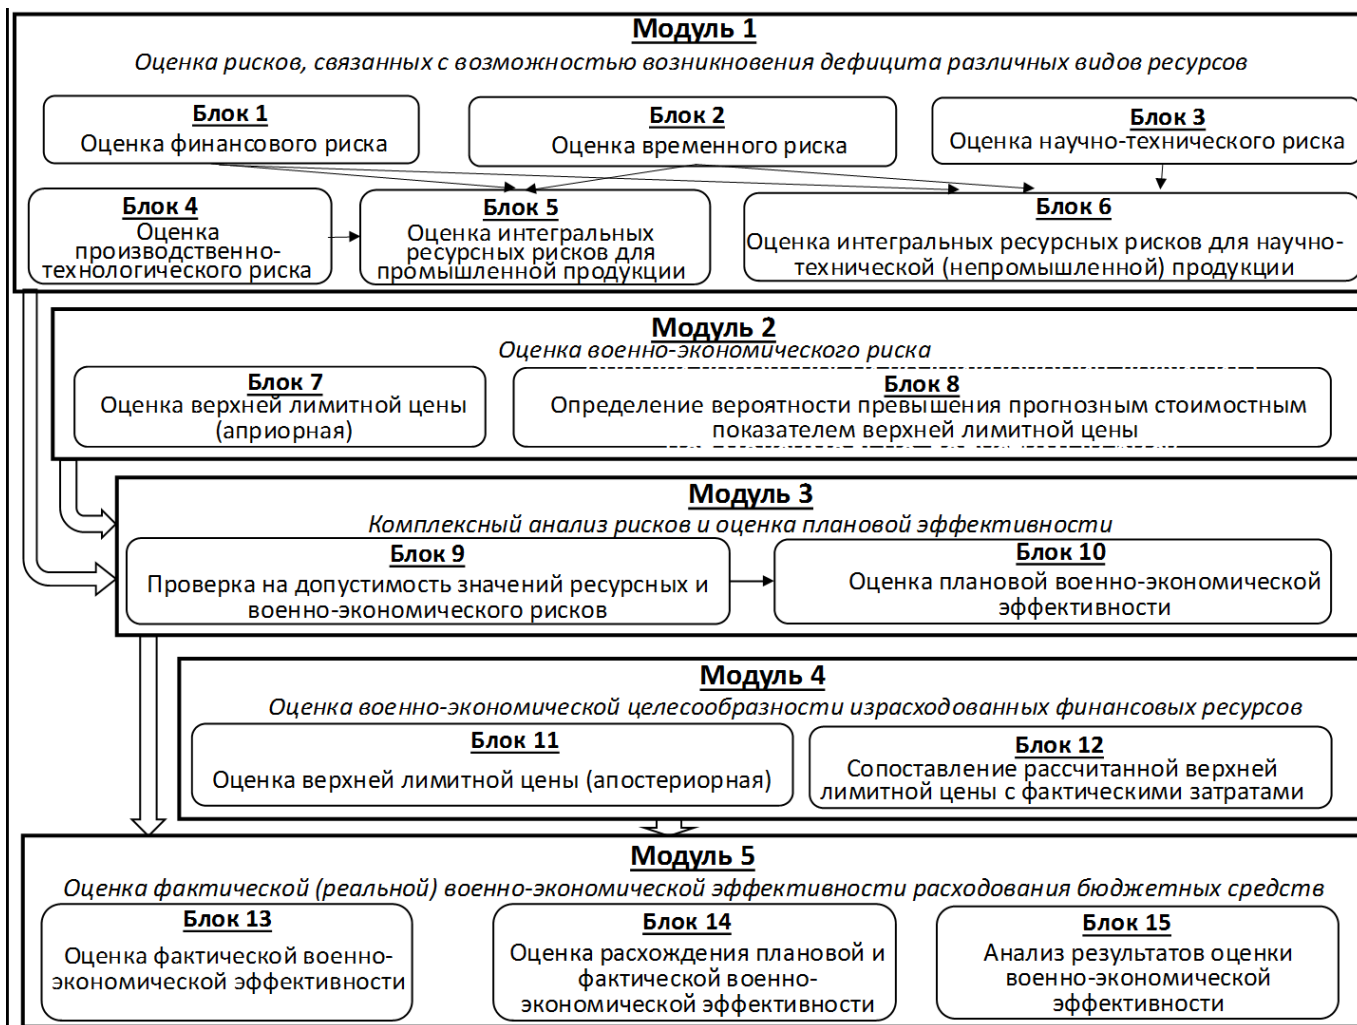 Модуль 1
Оценка рисков, связанных с возможностью возникновения дефицита различных видов ресурсов
Блок 1
Оценка финансового риска
Блок 2
Оценка временного риска
Блок 3
Оценка научно-технического риска
Блок 4
Оценка
производственно-
технологического риска
Блок 5
Оценка интегральных
ресурсных рисков для
промышленной продукции
Блок 6
Оценка интегральных ресурсных рисков для научно-
технической (непромышленной) продукции
Модуль 2
Оценка военно-экономического риска
Блок 7
Оценка верхней лимитной цены
(априорная)
Блок 8
Определение вероятности превышения прогнозным стоимостным
показателем верхней лимитной цены
Модуль 3
Комплексный анализ рисков и оценка плановой эффективности
Блок 9
Проверка на допустимость значений ресурсных и
военно-экономического рисков
Блок 10
Оценка плановой военно-экономической
эффективности
Модуль 4
Оценка военно-экономической целесообразности израсходованных финансовых ресурсов
Блок 11
Оценка верхней лимитной цены (апостериорная)
Блок 12
Сопоставление рассчитанной верхней
лимитной цены с фактическими затратами
Модуль 5
Оценка фактической (реальной) военно-экономической эффективности расходования бюджетных средств
Блок 13
Оценка фактической военно-
экономической эффективности
Блок 14
Оценка расхождения плановой и
фактической военно-
экономической эффективности
Блок 15
Анализ результатов оценки
военно-экономической
эффективности